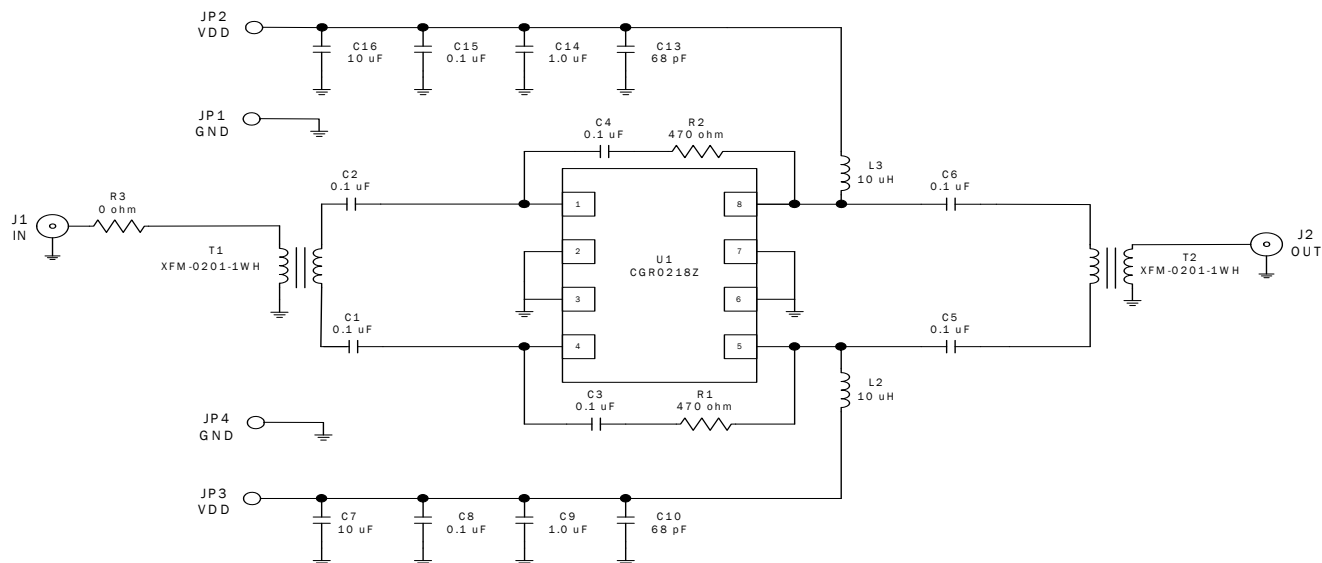 JP2
VDD
C16
10 uF
C15
0.1 uF
C14
1.0 uF
C13
68 pF
JP1
GND
C4
0.1 uF
R2
470 ohm
L3
10 uH
C2
0.1 uF
C6
0.1 uF
R3
0 ohm
J1
IN
T1
XFM-0201-1WH
1
2
3
4
U1
CGR0218Z
8
7
6
5
T2
XFM-0201-1WH
J2
OUT
C1
0.1 uF
C5
0.1 uF
C3
0.1 uF
R1
470 ohm
L2
10 uH
JP4
GND
JP3
VDD
C7
10 uF
C8
0.1 uF
C9
1.0 uF
C10
68 pF